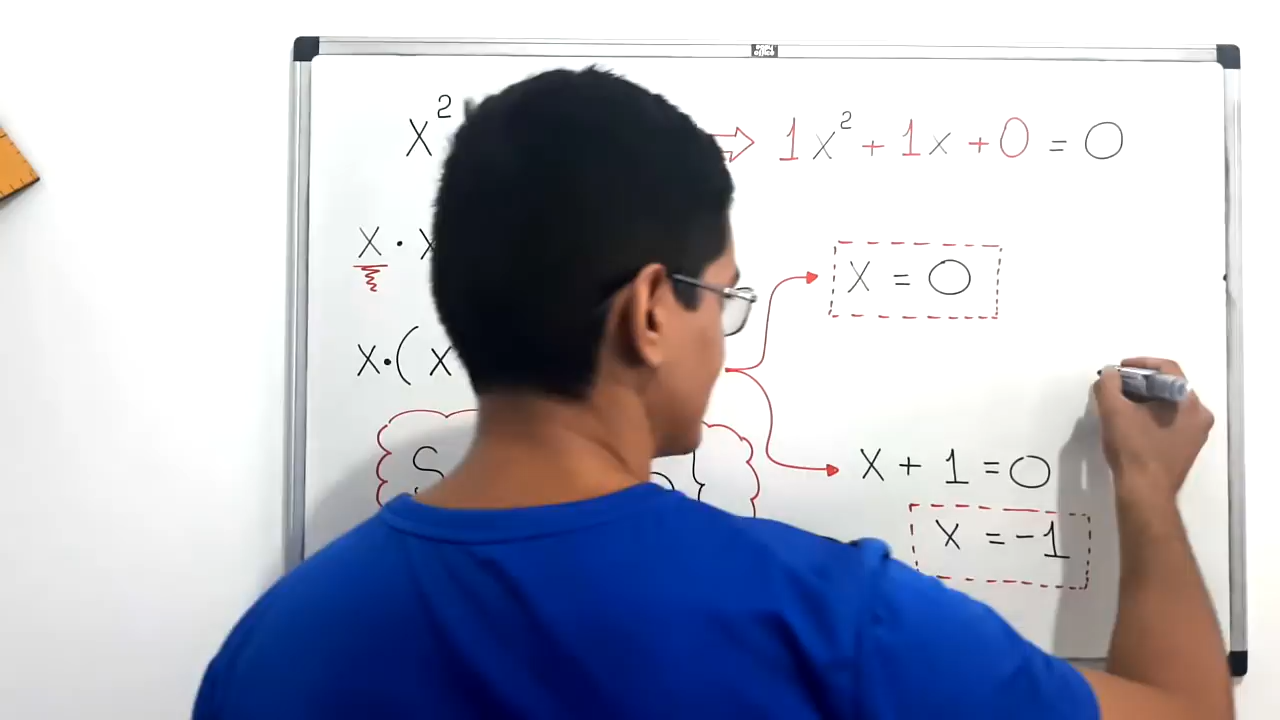 x² ⇒ 1x² + 1x + 0 = 0
x · x
x = 0
x · ( x
x + 1 = 0
S }
x = -1